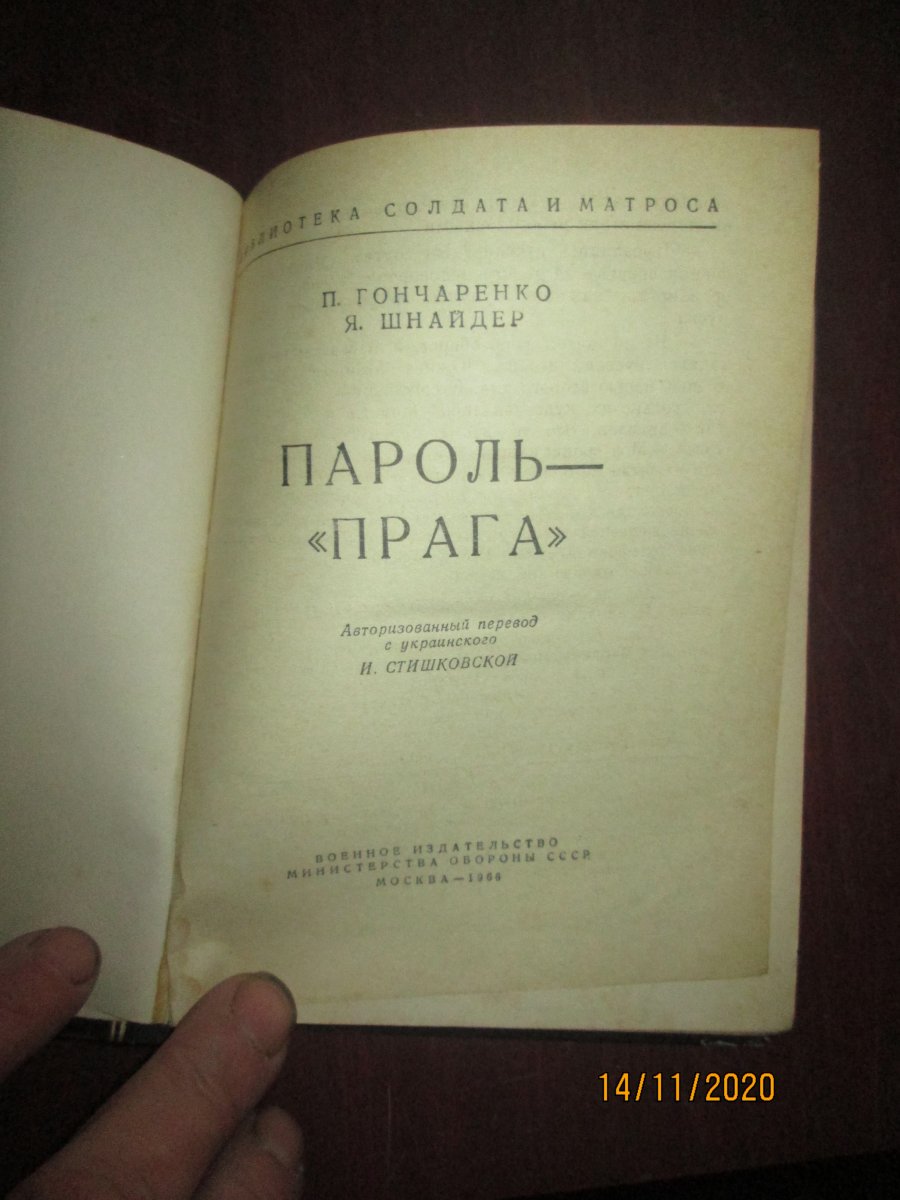 БИБЛИОТЕКА СОЛДАТА И МАТРОСА
П. ГОНЧАРЕНКО
Я. ШНАЙДЕР
ПАРОЛЬ—
«ПРАГА»
Авторизованный перевод
с украинского
И. СТИШКОВСКОЙ
ВОЕННОЕ ИЗДАТЕЛЬСТВО
МИНИСТЕРСТВА ОБОРОНЫ СССР
МОСКВА—1966
14/11/2020